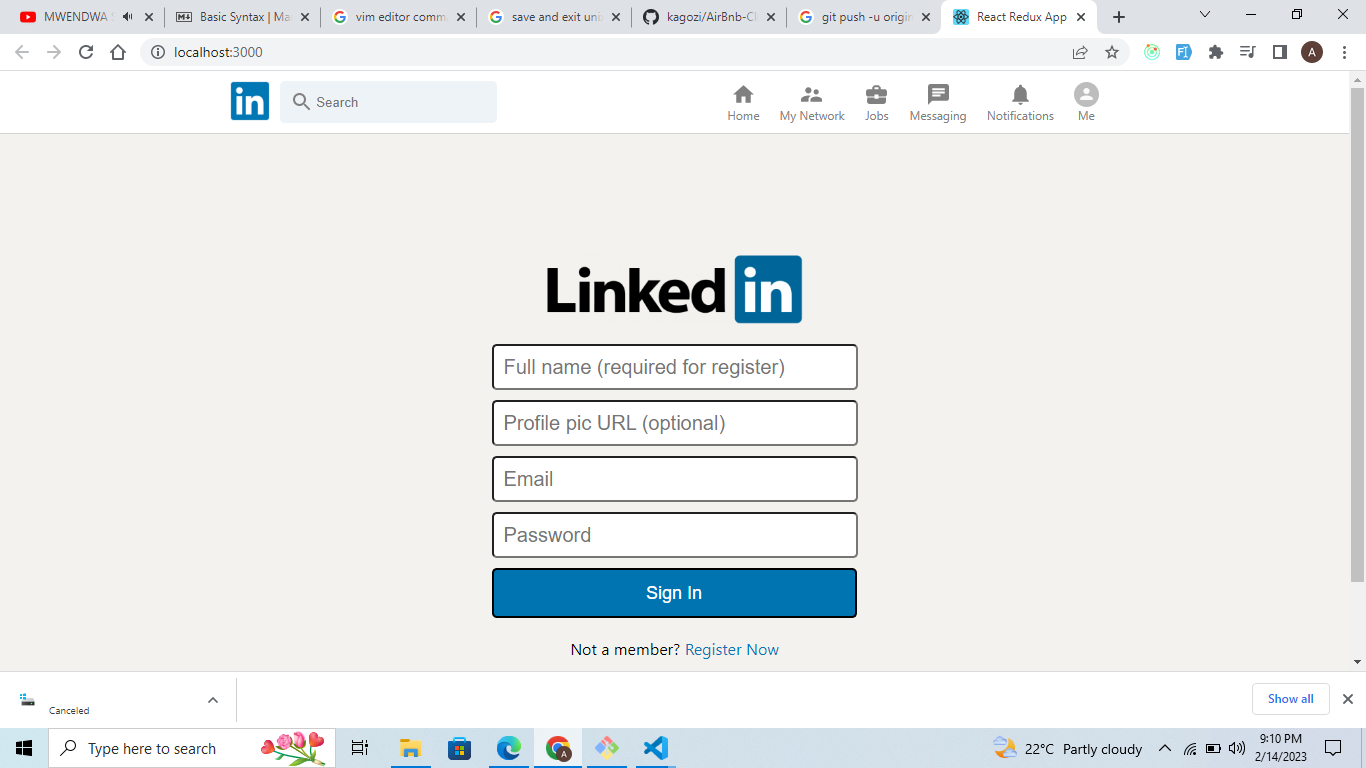 MWENDWA S
Basic Syntax | Ma
vim editor comm
save and exit uni
kagozi/AirBnb-Cl
git push -u origin
React Redux App
localhost:3000
A
in
Search
Home
My Network
Jobs
Messaging
Notifications
Me
Linked in
Full name (required for register)
Profile pic URL (optional)
Email
Password
Sign In
Not a member? Register Now
Canceled
Show all
Type here to search
22°C Partly cloudy
9:10 PM
2/14/2023